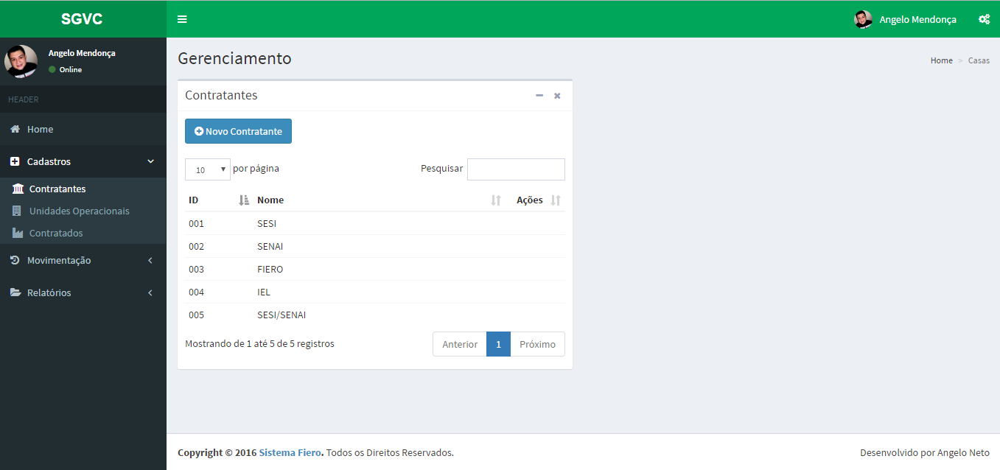 SGVC
Angelo Mendonça
Angelo Mendonça
Online
HEADER
Home
Cadastros
Contratantes
Unidades Operacionais
Contratados
Movimentação
Relatórios
Gerenciamento
Home > Casas
Contratantes
Novo Contratante
10 por página Pesquisar
ID Nome Ações
001 SESI
002 SENAI
003 FIERO
004 IEL
005 SESI/SENAI
Mostrando de 1 até 5 de 5 registros Anterior 1 Próximo
Copyright © 2016 Sistema Fiero. Todos os Direitos Reservados. Desenvolvido por Angelo Neto